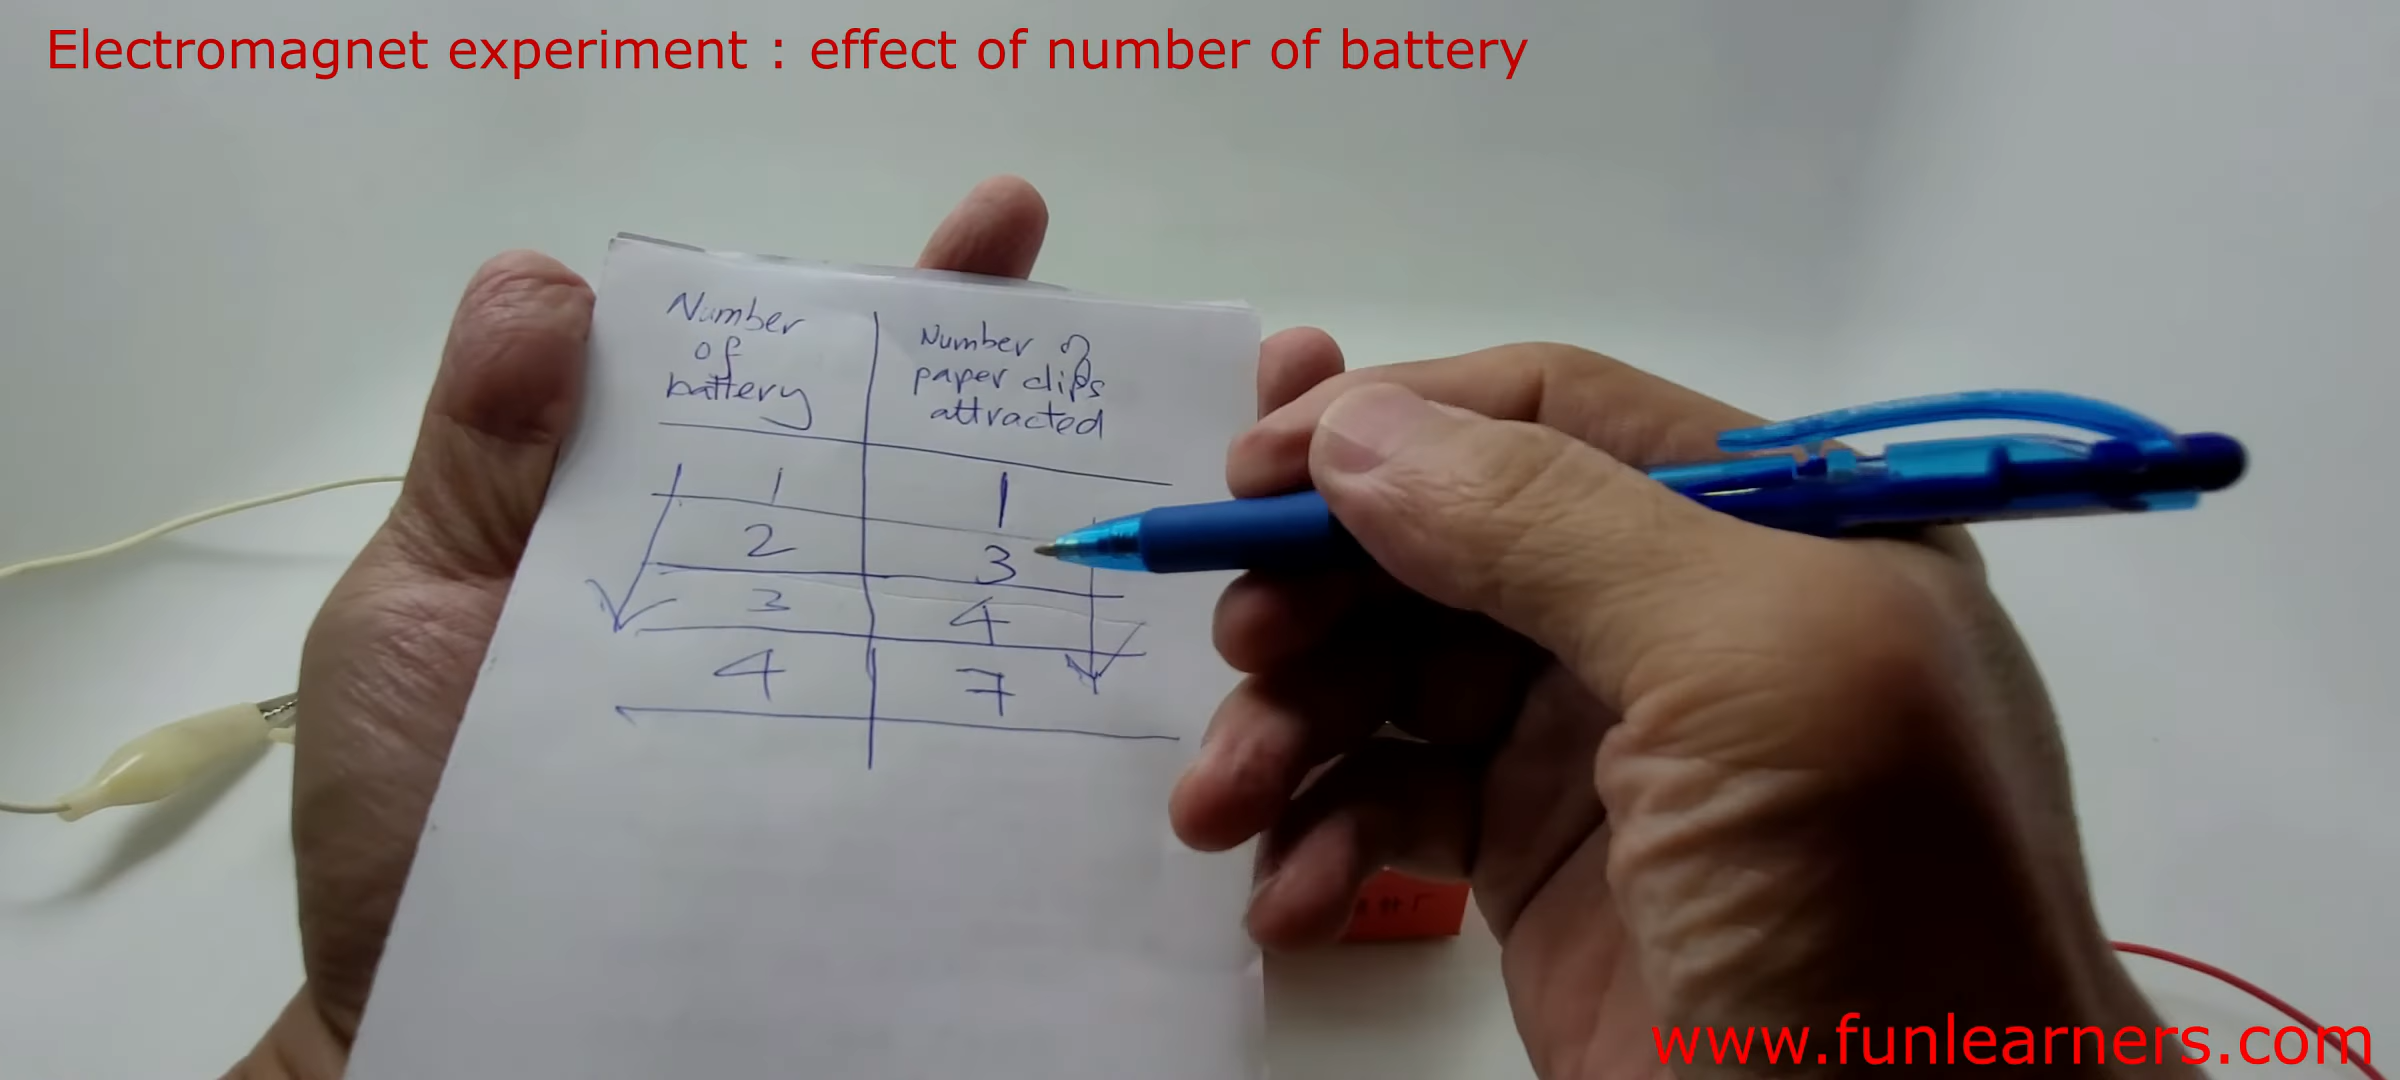 Electromagnet experiment : effect of number of battery
Number
of
battery
Number of
paper clips
attracted
1 1
2 3
3 4
4 7
www.funlearners.com